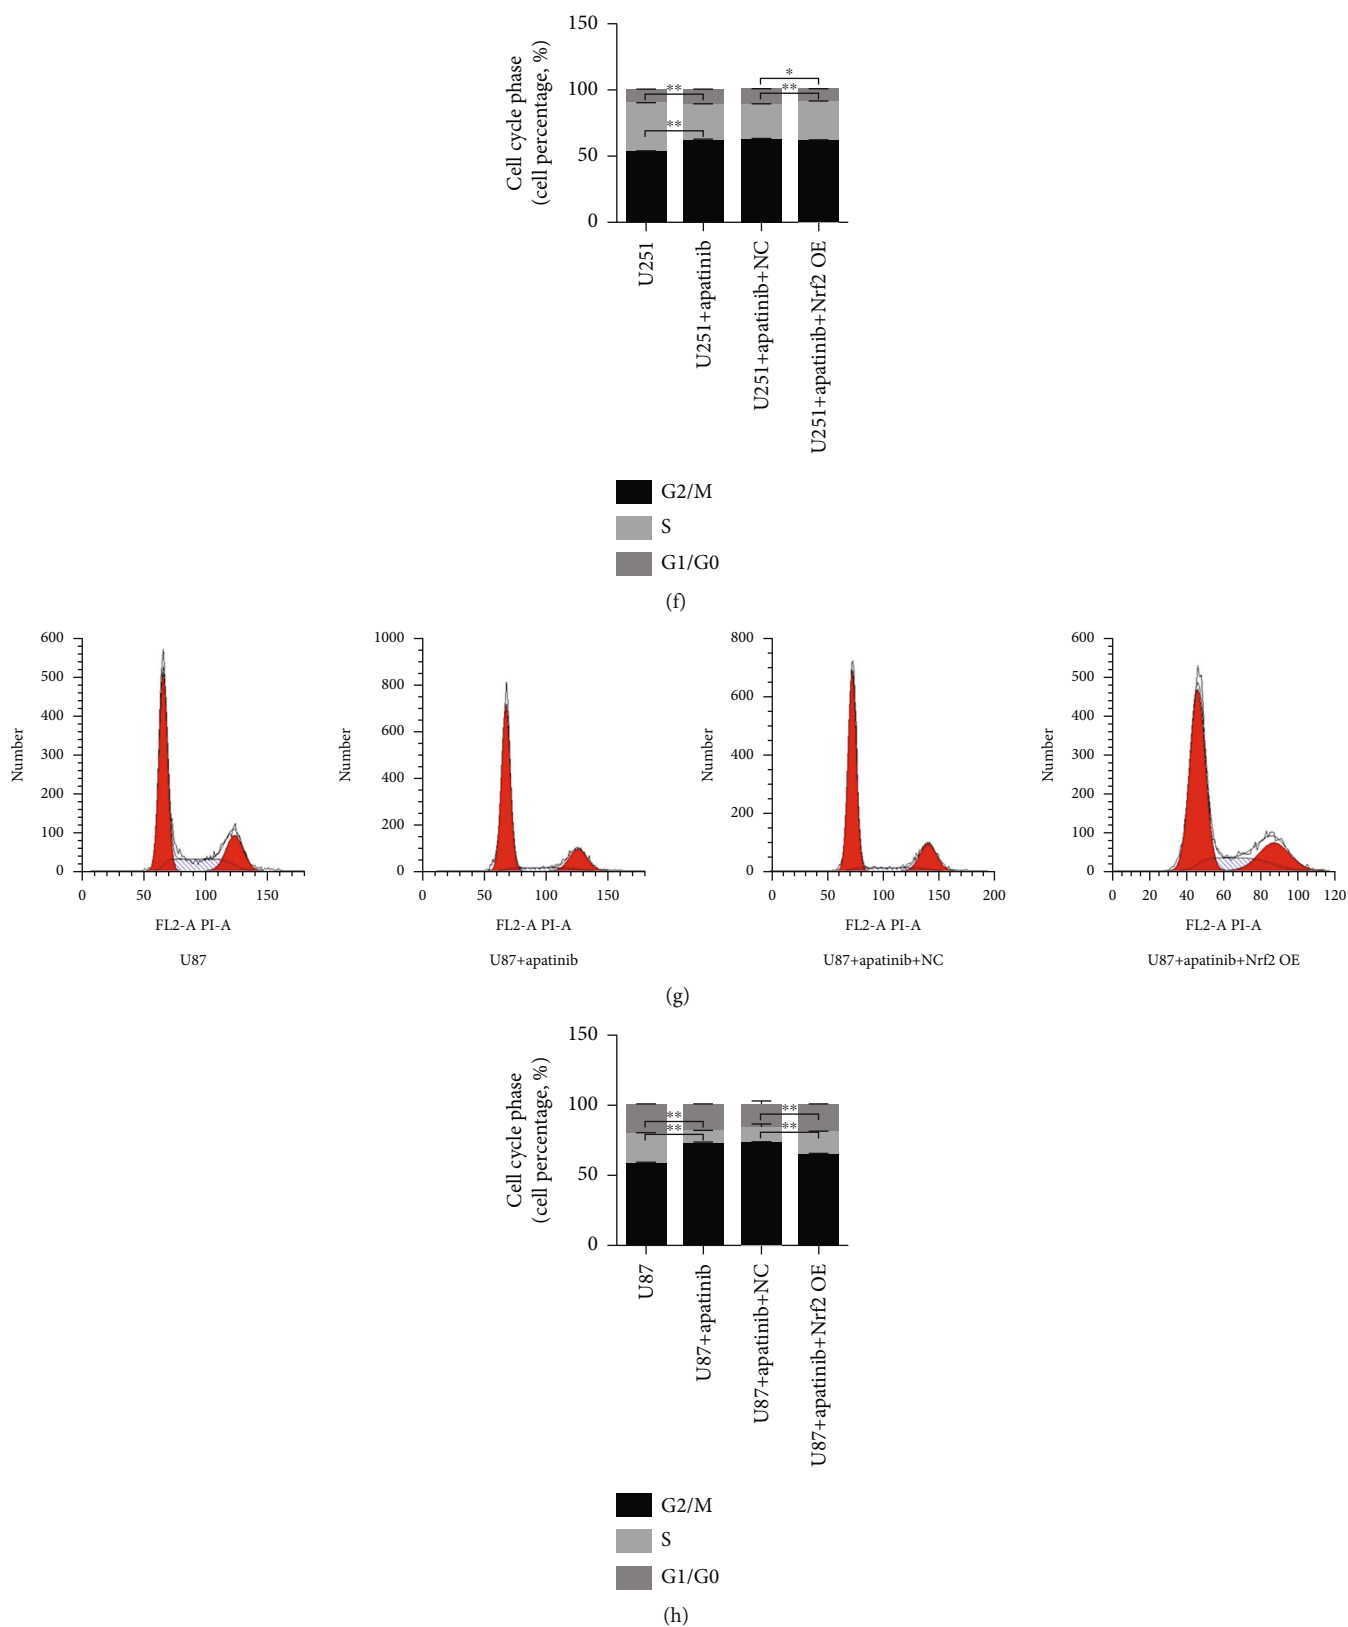 Cell cycle phase
(cell percentage, %)
150
100
50
0
**
**
*
**
U251
U251+apatinib
U251+apatinib+NC
U251+apatinib+Nrf2 OE
G2/M
S
G1/G0
(f)
Number
600
500
400
300
200
100
0
0 50 100 150
FL2-A PI-A
U87
Number
1000
800
600
400
200
0
0 50 100 150
FL2-A PI-A
U87+apatinib
Number
800
600
400
200
0
0 50 100 150 200
FL2-A PI-A
U87+apatinib+NC
Number
600
500
400
300
200
100
0
0 20 40 60 80 100 120
FL2-A PI-A
U87+apatinib+Nrf2 OE
(g)
Cell cycle phase
(cell percentage, %)
150
100
50
0
**
**
**
**
U87
U87+apatinib
U87+apatinib+NC
U87+apatinib+Nrf2 OE
G2/M
S
G1/G0
(h)